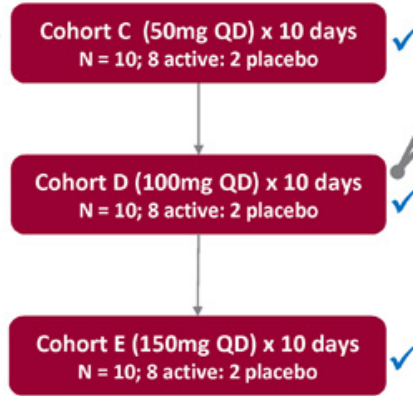 Cohort C (50mg QD) x 10 days
N = 10; 8 active: 2 placebo
Cohort D (100mg QD) x 10 days
N = 10; 8 active: 2 placebo
Cohort E (150mg QD) x 10 days
N = 10; 8 active: 2 placebo